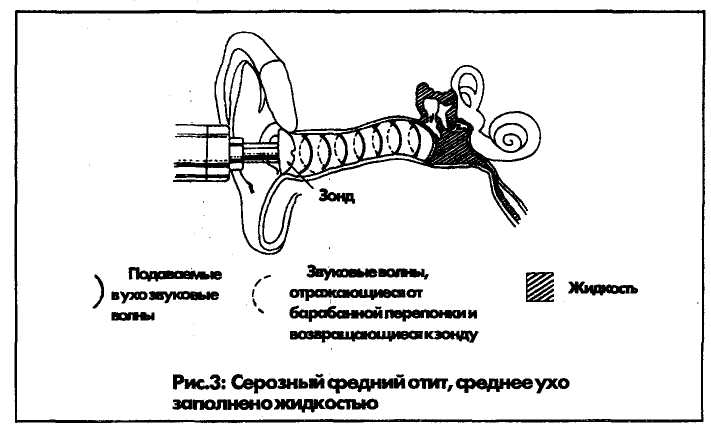 Зонд
Подаваемые
в ухо звуковые
волны
Звуковые волны,
отражающиеся от
барабанной перепонки и
возвращающиеся к зонду
Жидкость
Рис.3: Серозный средний отит, среднее ухо
заполнено жидкостью